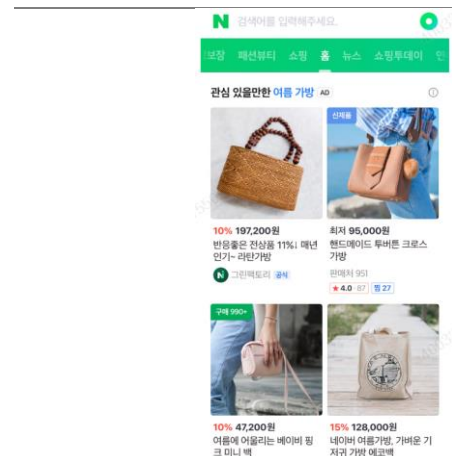 N 검색어를 입력해주세요.
보장 패션뷰티 쇼핑 홈 뉴스 쇼핑투데이
관심 있을만한 여름 가방 AD
신제품
10% 197,200원
반응좋은 전상품 11%↓ 매년
인기~ 라탄가방
N 그린팩토리 공식
최저 95,000원
핸드메이드 투버튼 크로스
가방
판매처 951
★ 4.0 · 87 찜 27
구매 990+
10% 47,200원
여름에 어울리는 베이비 핑
크 미니 백
15% 128,000원
네이버 여름가방, 가벼운 기
저귀 가방 에코백